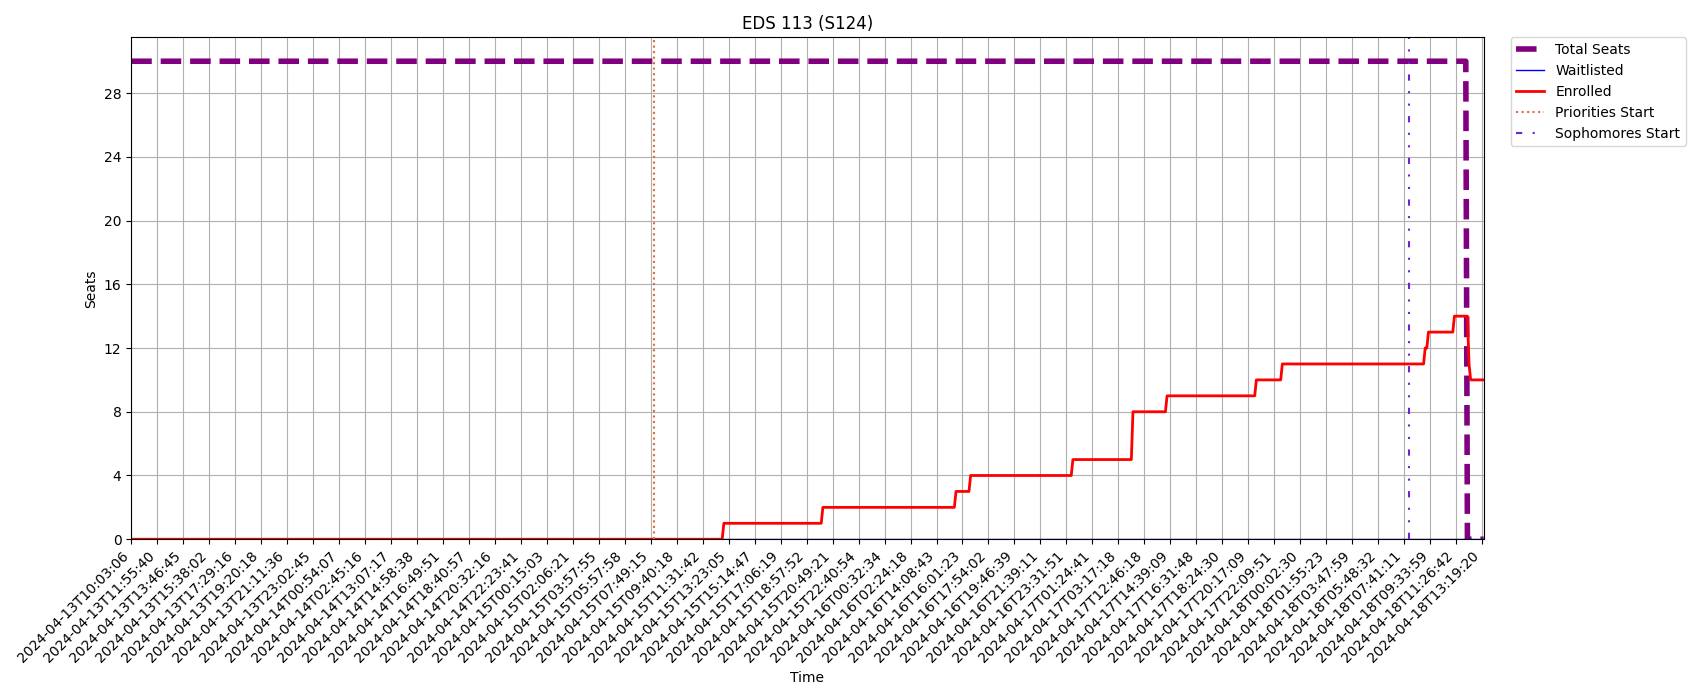 EDS 113 (S124)
Total Seats
Waitlisted
Enrolled
Priorities Start
Sophomores Start
Seats
28
24
20
16
12
8
4
0
2024-04-13T10:03:06
2024-04-13T11:55:40
2024-04-13T13:46:45
2024-04-13T15:38:02
2024-04-13T17:29:16
2024-04-13T19:20:18
2024-04-13T21:11:36
2024-04-13T23:02:45
2024-04-14T00:54:07
2024-04-14T02:45:16
2024-04-14T13:07:17
2024-04-14T14:58:38
2024-04-14T16:49:51
2024-04-14T18:40:57
2024-04-14T20:32:16
2024-04-14T22:23:41
2024-04-15T00:15:03
2024-04-15T02:06:21
2024-04-15T03:57:55
2024-04-15T05:57:58
2024-04-15T07:49:15
2024-04-15T09:40:18
2024-04-15T11:31:42
2024-04-15T13:23:05
2024-04-15T15:14:47
2024-04-15T17:06:19
2024-04-15T18:57:52
2024-04-15T20:49:21
2024-04-15T22:40:54
2024-04-16T00:32:34
2024-04-16T02:24:18
2024-04-16T14:08:43
2024-04-16T16:01:23
2024-04-16T17:54:02
2024-04-16T19:46:39
2024-04-16T21:39:11
2024-04-16T23:31:51
2024-04-17T01:24:41
2024-04-17T03:17:18
2024-04-17T12:46:18
2024-04-17T14:39:09
2024-04-17T16:31:48
2024-04-17T18:24:30
2024-04-17T20:17:09
2024-04-17T22:09:51
2024-04-18T00:02:30
2024-04-18T01:55:23
2024-04-18T03:47:59
2024-04-18T05:48:32
2024-04-18T07:41:11
2024-04-18T09:33:59
2024-04-18T11:26:42
2024-04-18T13:19:20
Time